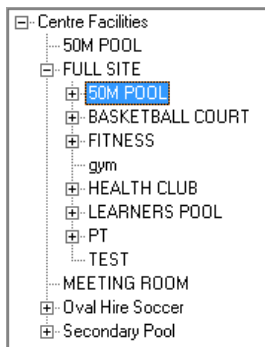 Centre Facilities
50M POOL
FULL SITE
50M POOL
BASKETBALL COURT
FITNESS
gym
HEALTH CLUB
LEARNERS POOL
PT
TEST
MEETING ROOM
Oval Hire Soccer
Secondary Pool